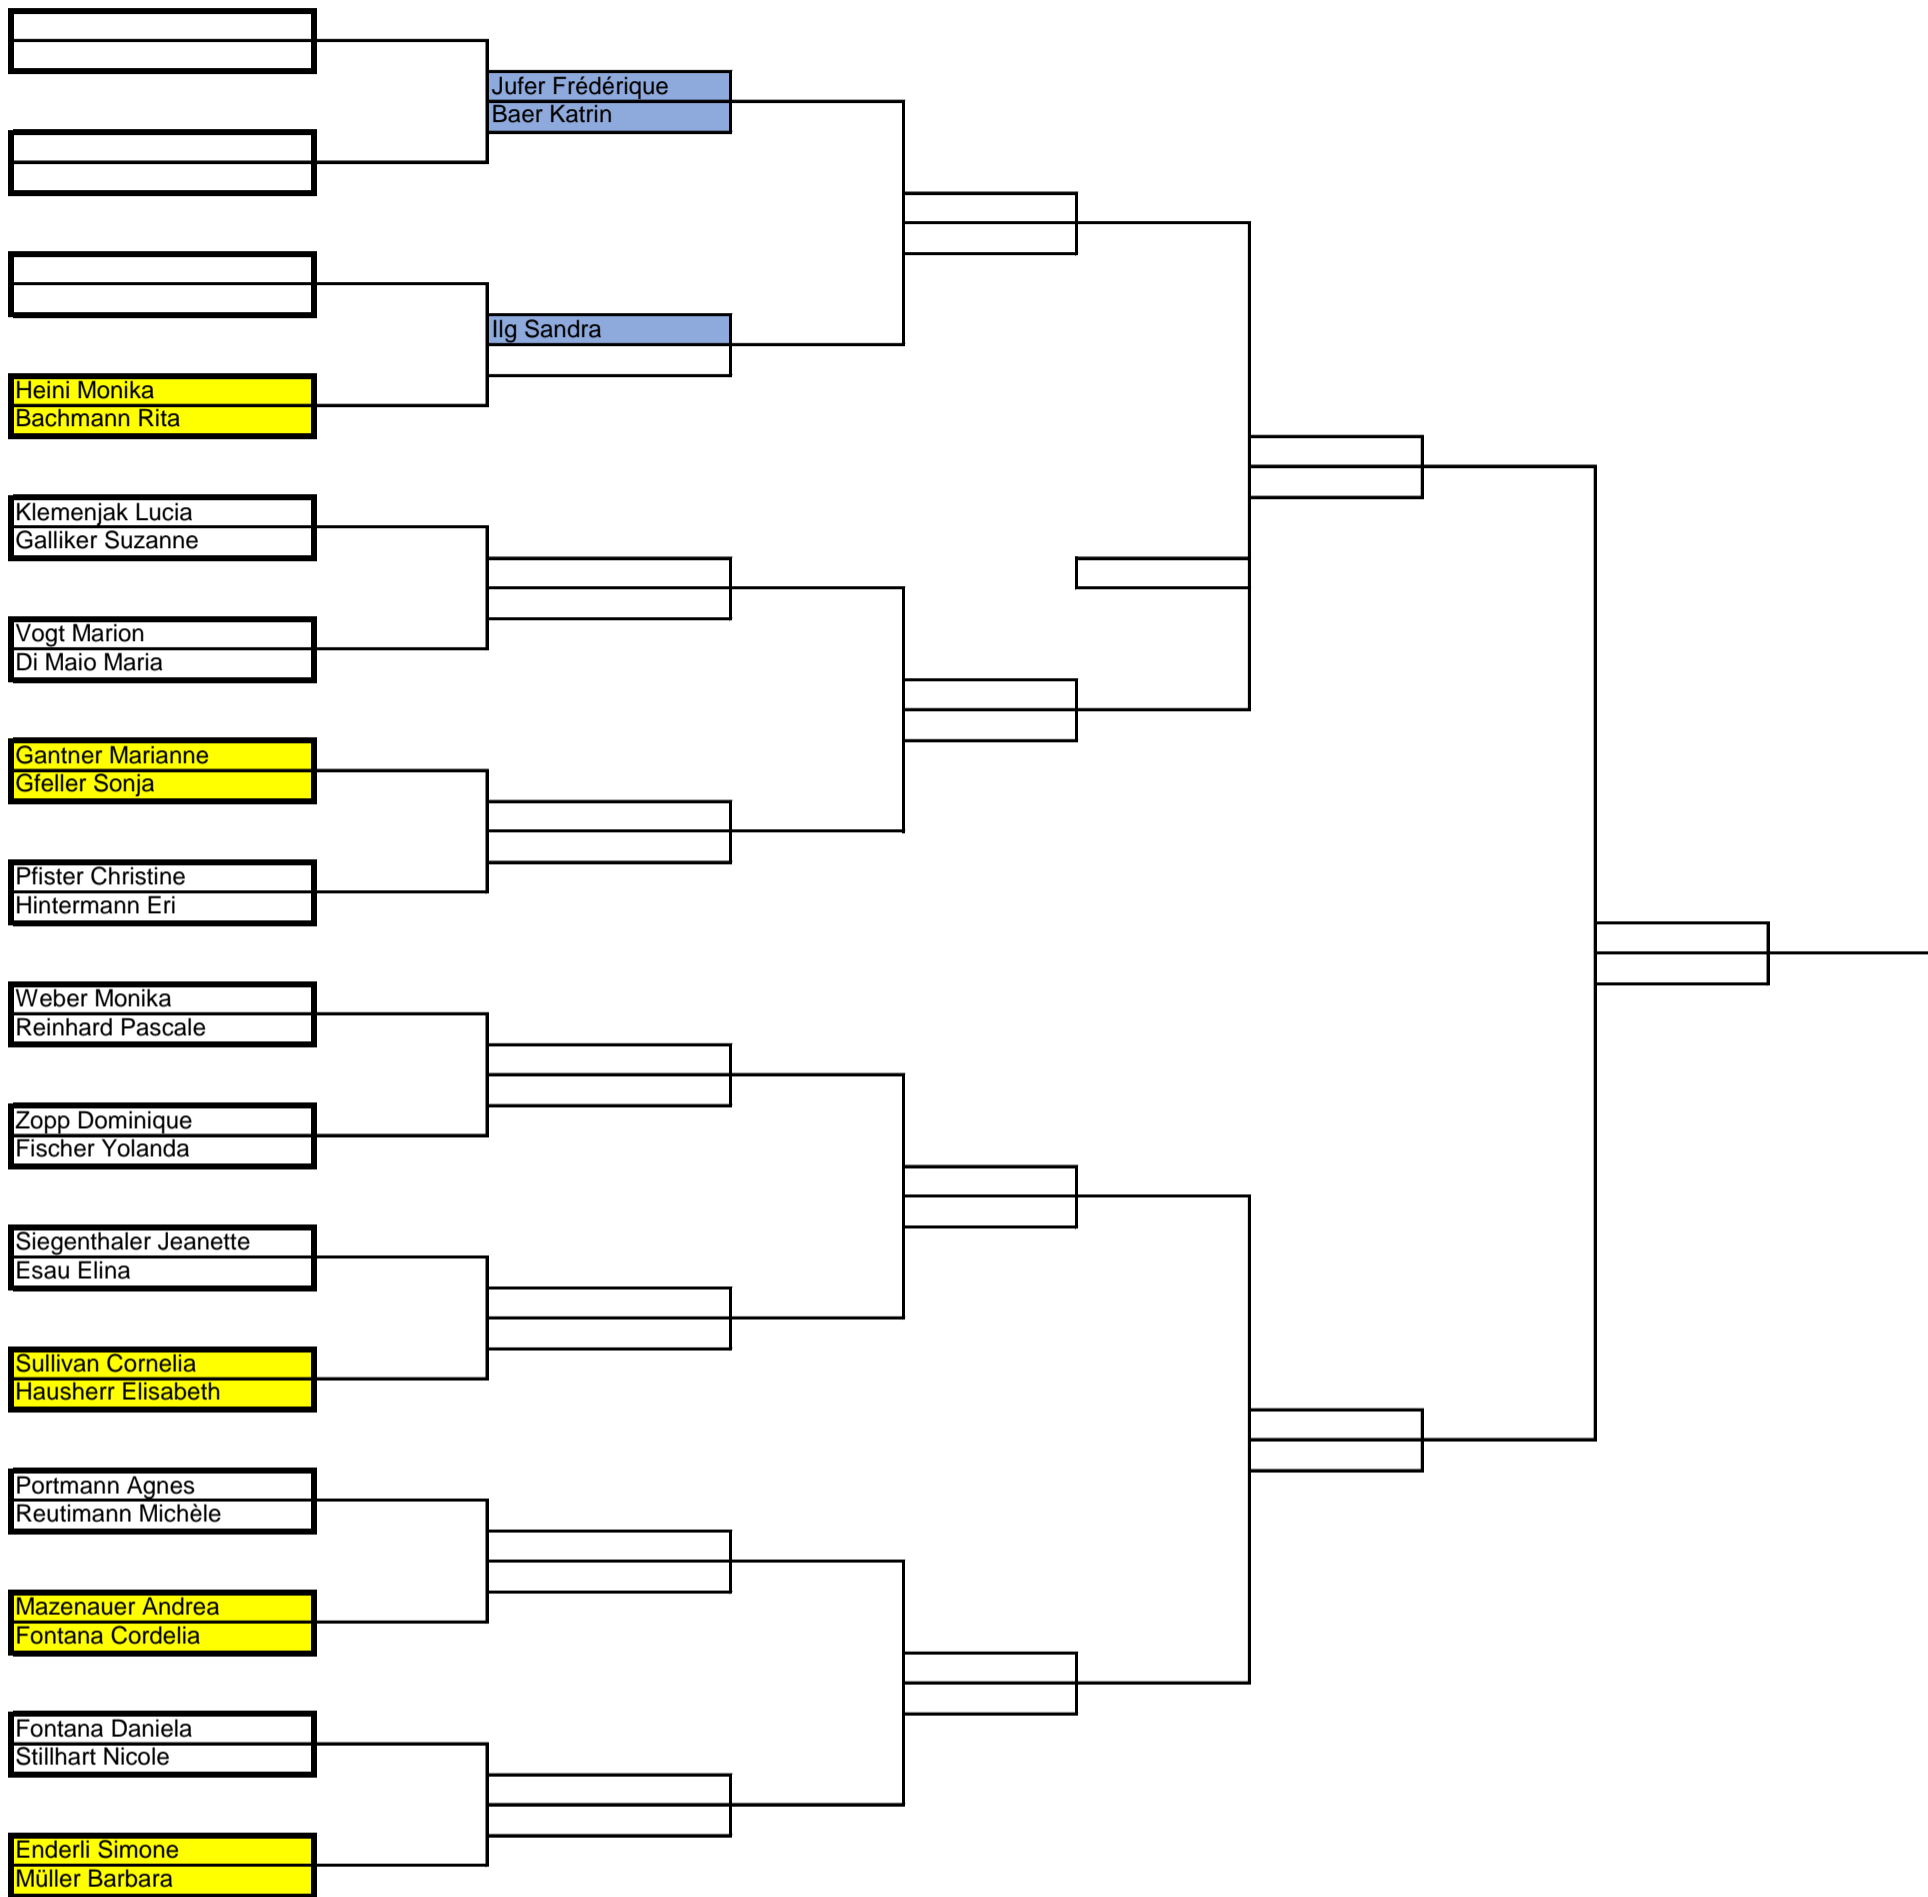 Jufer Frédérique
Baer Katrin
Ilg Sandra
Heini Monika
Bachmann Rita
Klemenjak Lucia
Galliker Suzanne
Vogt Marion
Di Maio Maria
Gantner Marianne
Gfeller Sonja
Pfister Christine
Hintermann Eri
Weber Monika
Reinhard Pascale
Zopp Dominique
Fischer Yolanda
Siegenthaler Jeanette
Esau Elina
Sullivan Cornelia
Hausherr Elisabeth
Portmann Agnes
Reutimann Michèle
Mazenauer Andrea
Fontana Cordelia
Fontana Daniela
Stillhart Nicole
Enderli Simone
Müller Barbara